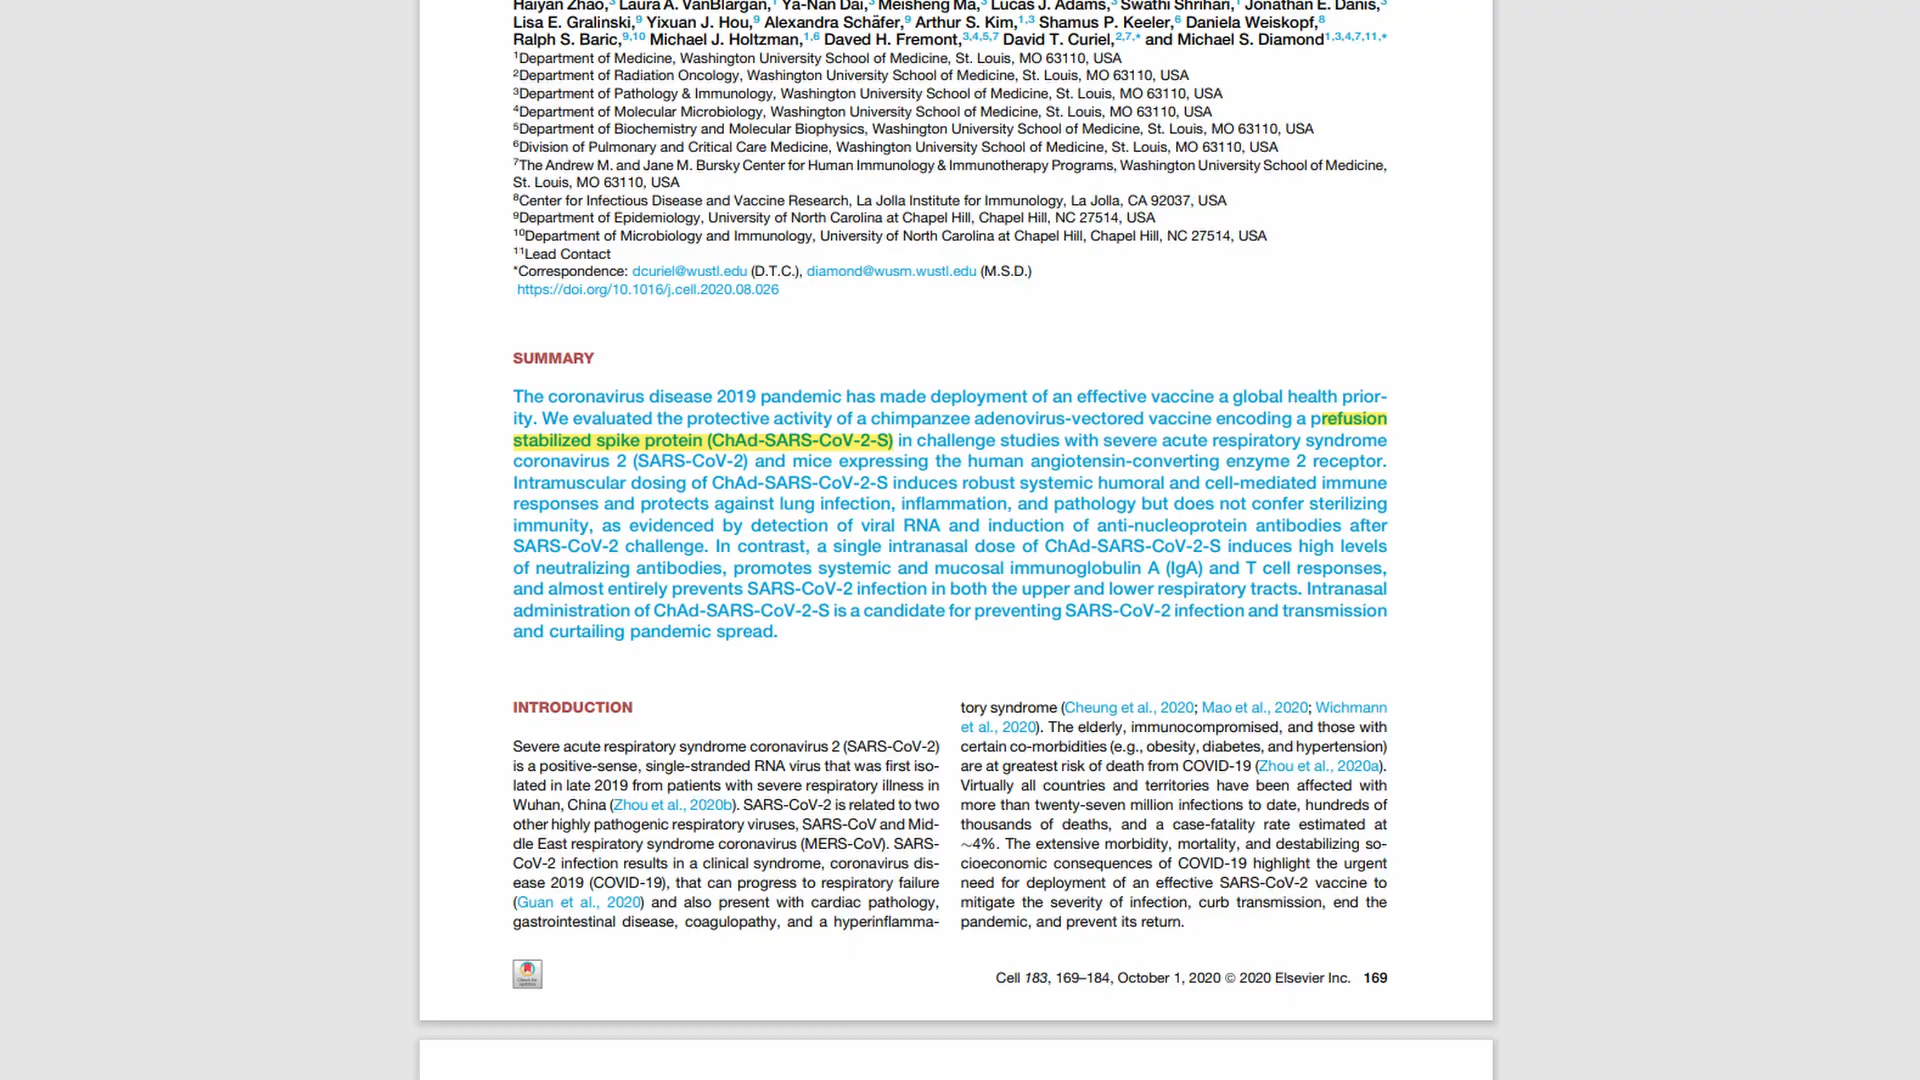 Haiyan Zhao,3 Laura A. VanBlargan,1 Ya-Nan Dai,3 Meisheng Ma,3 Lucas J. Adams,3 Swathi Shrihari,1 Jonathan E. Danis,3
Lisa E. Gralinski,9 Yixuan J. Hou,9 Alexandra Schäfer,9 Arthur S. Kim,1,3 Shamus P. Keeler,6 Daniela Weiskopf,8
Ralph S. Baric,9,10 Michael J. Holtzman,1,6 Daved H. Fremont,3,4,5,7 David T. Curiel,2,7,* and Michael S. Diamond1,3,4,7,11,*
1Department of Medicine, Washington University School of Medicine, St. Louis, MO 63110, USA
2Department of Radiation Oncology, Washington University School of Medicine, St. Louis, MO 63110, USA
3Department of Pathology & Immunology, Washington University School of Medicine, St. Louis, MO 63110, USA
4Department of Molecular Microbiology, Washington University School of Medicine, St. Louis, MO 63110, USA
5Department of Biochemistry and Molecular Biophysics, Washington University School of Medicine, St. Louis, MO 63110, USA
6Division of Pulmonary and Critical Care Medicine, Washington University School of Medicine, St. Louis, MO 63110, USA
7The Andrew M. and Jane M. Bursky Center for Human Immunology & Immunotherapy Programs, Washington University School of Medicine,
St. Louis, MO 63110, USA
8Center for Infectious Disease and Vaccine Research, La Jolla Institute for Immunology, La Jolla, CA 92037, USA
9Department of Epidemiology, University of North Carolina at Chapel Hill, Chapel Hill, NC 27514, USA
10Department of Microbiology and Immunology, University of North Carolina at Chapel Hill, Chapel Hill, NC 27514, USA
11Lead Contact
*Correspondence: dcuriel@wustl.edu (D.T.C.), diamond@wusm.wustl.edu (M.S.D.)
https://doi.org/10.1016/j.cell.2020.08.026
SUMMARY
The coronavirus disease 2019 pandemic has made deployment of an effective vaccine a global health prior-
ity. We evaluated the protective activity of a chimpanzee adenovirus-vectored vaccine encoding a prefusion
stabilized spike protein (ChAd-SARS-CoV-2-S) in challenge studies with severe acute respiratory syndrome
coronavirus 2 (SARS-CoV-2) and mice expressing the human angiotensin-converting enzyme 2 receptor.
Intramuscular dosing of ChAd-SARS-CoV-2-S induces robust systemic humoral and cell-mediated immune
responses and protects against lung infection, inflammation, and pathology but does not confer sterilizing
immunity, as evidenced by detection of viral RNA and induction of anti-nucleoprotein antibodies after
SARS-CoV-2 challenge. In contrast, a single intranasal dose of ChAd-SARS-CoV-2-S induces high levels
of neutralizing antibodies, promotes systemic and mucosal immunoglobulin A (IgA) and T cell responses,
and almost entirely prevents SARS-CoV-2 infection in both the upper and lower respiratory tracts. Intranasal
administration of ChAd-SARS-CoV-2-S is a candidate for preventing SARS-CoV-2 infection and transmission
and curtailing pandemic spread.
INTRODUCTION
Severe acute respiratory syndrome coronavirus 2 (SARS-CoV-2)
is a positive-sense, single-stranded RNA virus that was first iso-
lated in late 2019 from patients with severe respiratory illness in
Wuhan, China (Zhou et al., 2020b). SARS-CoV-2 is related to two
other highly pathogenic respiratory viruses, SARS-CoV and Mid-
dle East respiratory syndrome coronavirus (MERS-CoV). SARS-
CoV-2 infection results in a clinical syndrome, coronavirus dis-
ease 2019 (COVID-19), that can progress to respiratory failure
(Guan et al., 2020) and also present with cardiac pathology,
gastrointestinal disease, coagulopathy, and a hyperinflamma-
tory syndrome (Cheung et al., 2020; Mao et al., 2020; Wichmann
et al., 2020). The elderly, immunocompromised, and those with
certain co-morbidities (e.g., obesity, diabetes, and hypertension)
are at greatest risk of death from COVID-19 (Zhou et al., 2020a).
Virtually all countries and territories have been affected with
more than twenty-seven million infections to date, hundreds of
thousands of deaths, and a case-fatality rate estimated at
~4%. The extensive morbidity, mortality, and destabilizing so-
cioeconomic consequences of COVID-19 highlight the urgent
need for deployment of an effective SARS-CoV-2 vaccine to
mitigate the severity of infection, curb transmission, end the
pandemic, and prevent its return.
Check for
updates
Cell 183, 169–184, October 1, 2020 © 2020 Elsevier Inc. 169